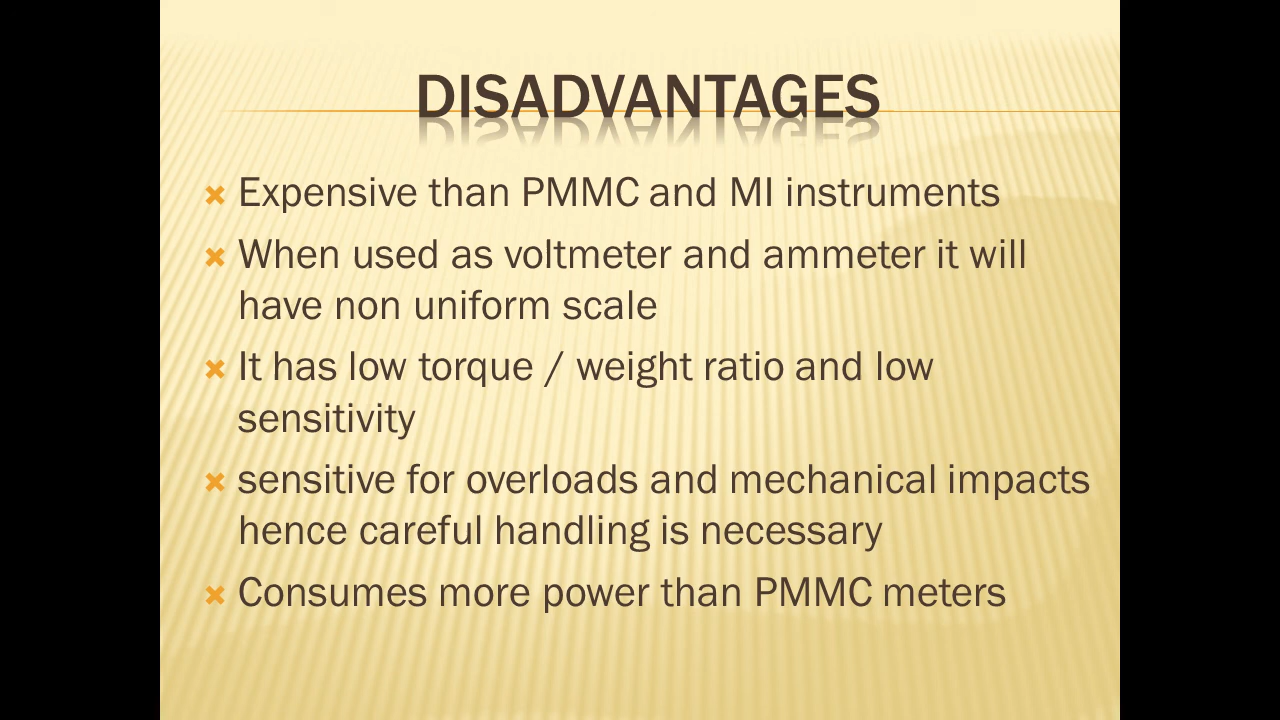 DISADVANTAGES
Expensive than PMMC and MI instruments
When used as voltmeter and ammeter it will
have non uniform scale
It has low torque / weight ratio and low
sensitivity
sensitive for overloads and mechanical impacts
hence careful handling is necessary
Consumes more power than PMMC meters